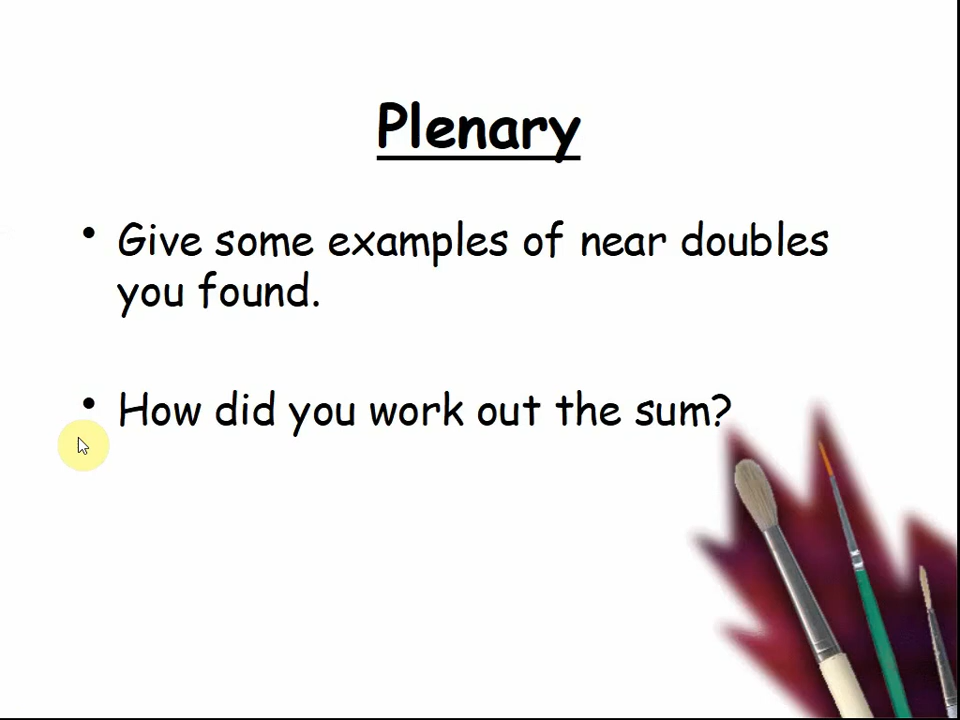 Plenary
• Give some examples of near doubles
you found.
• How did you work out the sum?